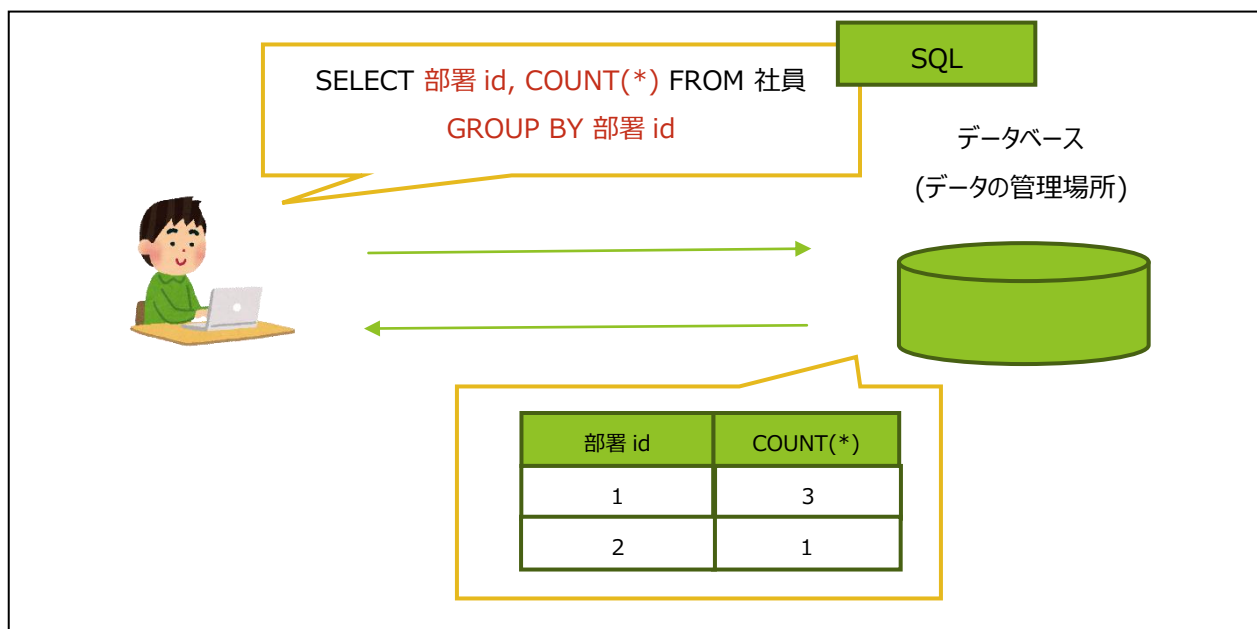 SQL
SELECT 部署 id, COUNT(*) FROM 社員
GROUP BY 部署 id
データベース
(データの管理場所)
部署 id COUNT(*)
1 3
2 1